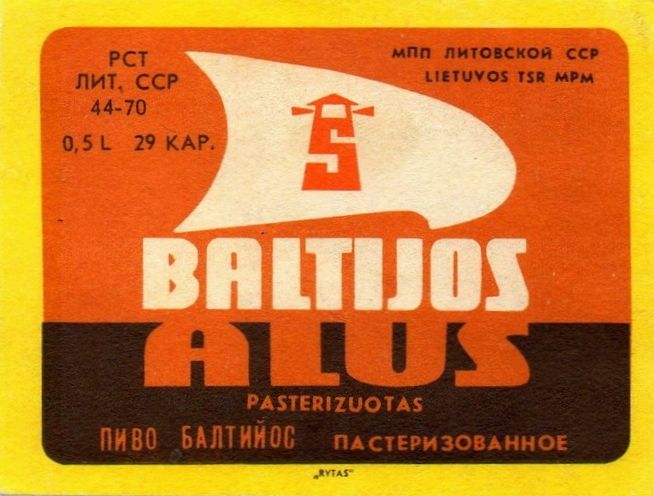 РСТ
ЛИТ, ССР
44-70
0,5 L 29 KAP.
МПП ЛИТОВСКОЙ ССР
LIETUVOS TSR MPM
S
BALTIJOS
ALUS
PASTERIZUOTAS
ПИВО БАЛТИЙОС ПАСТЕРИЗОВАННОЕ
„RYTAS“